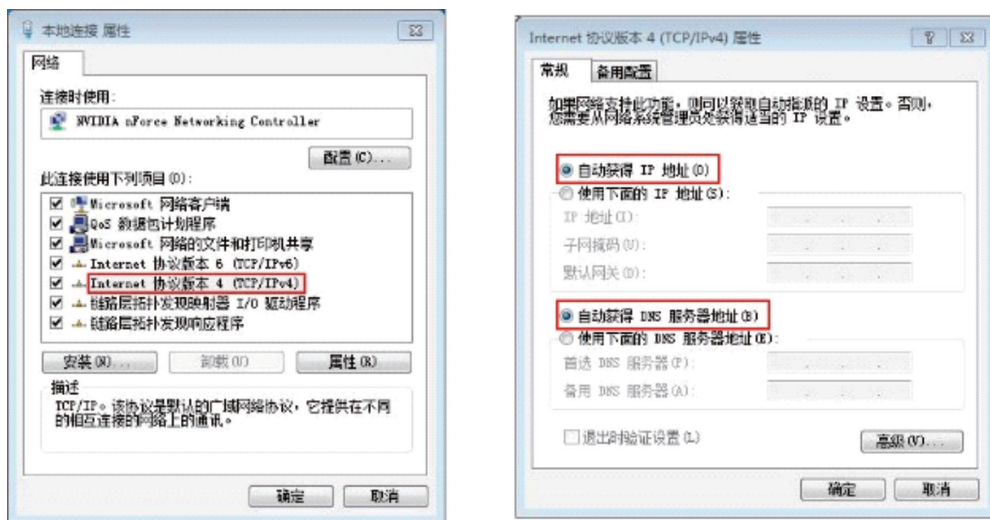 本地连接 属性
网络
连接时使用:
NVIDIA nForce Networking Controller
配置(C)...
此连接使用下列项目(O):
Microsoft 网络客户端
QoS 数据包计划程序
Microsoft 网络的文件和打印机共享
Internet 协议版本 6 (TCP/IPv6)
Internet 协议版本 4 (TCP/IPv4)
链路层拓扑发现映射器 I/O 驱动程序
链路层拓扑发现响应程序
安装(N)...
卸载(U)
属性(R)
描述
TCP/IP。该协议是默认的广域网络协议，它提供在不同
的相互连接的网络上的通讯。
确定
取消
Internet 协议版本 4 (TCP/IPv4) 属性
常规
备用配置
如果网络支持此功能，则可以获取自动指派的 IP 设置。否则，
您需要从网络系统管理员处获得适当的 IP 设置。
自动获得 IP 地址(O)
使用下面的 IP 地址(S):
IP 地址(I):
子网掩码(U):
默认网关(D):
自动获得 DNS 服务器地址(B)
使用下面的 DNS 服务器地址(E):
首选 DNS 服务器(P):
备用 DNS 服务器(A):
退出时验证设置(L)
高级(V)...
确定
取消